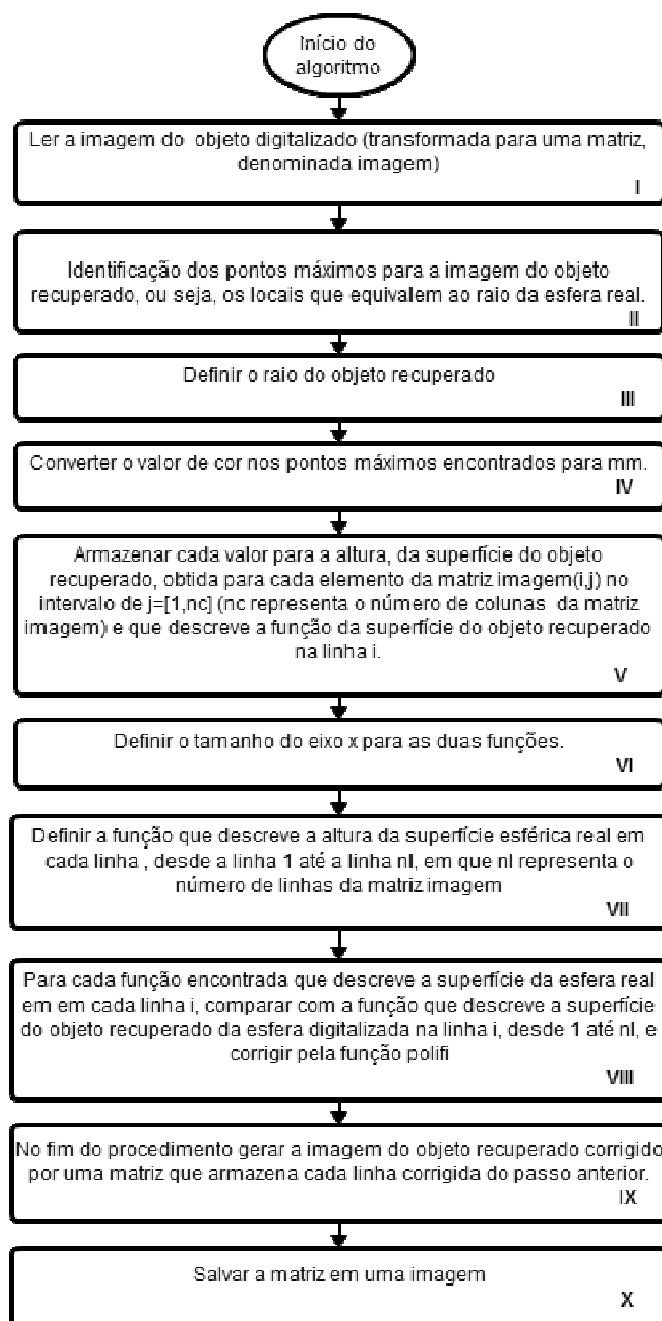 Início do
algoritmo
Ler a imagem do objeto digitalizado (transformada para uma matriz,
denominada imagem)
I
Identificação dos pontos máximos para a imagem do objeto
recuperado, ou seja, os locais que equivalem ao raio da esfera real.
II
Definir o raio do objeto recuperado
III
Converter o valor de cor nos pontos máximos encontrados para mm.
IV
Armazenar cada valor para a altura, da superfície do objeto
recuperado, obtida para cada elemento da matriz imagem(i,j) no
intervalo de j=[1,nc] (nc representa o número de colunas da matriz
imagem) e que descreve a função da superfície do objeto recuperado
na linha i.
V
Definir o tamanho do eixo x para as duas funções.
VI
Definir a função que descreve a altura da superfície esférica real em
cada linha , desde a linha 1 até a linha nl, em que nl representa o
número de linhas da matriz imagem
VII
Para cada função encontrada que descreve a superfície da esfera real
em em cada linha i, comparar com a função que descreve a superfície
do objeto recuperado da esfera digitalizada na linha i, desde 1 até nl, e
corrigir pela função polifi
VIII
No fim do procedimento gerar a imagem do objeto recuperado corrigido
por uma matriz que armazena cada linha corrigida do passo anterior.
IX
Salvar a matriz em uma imagem
X